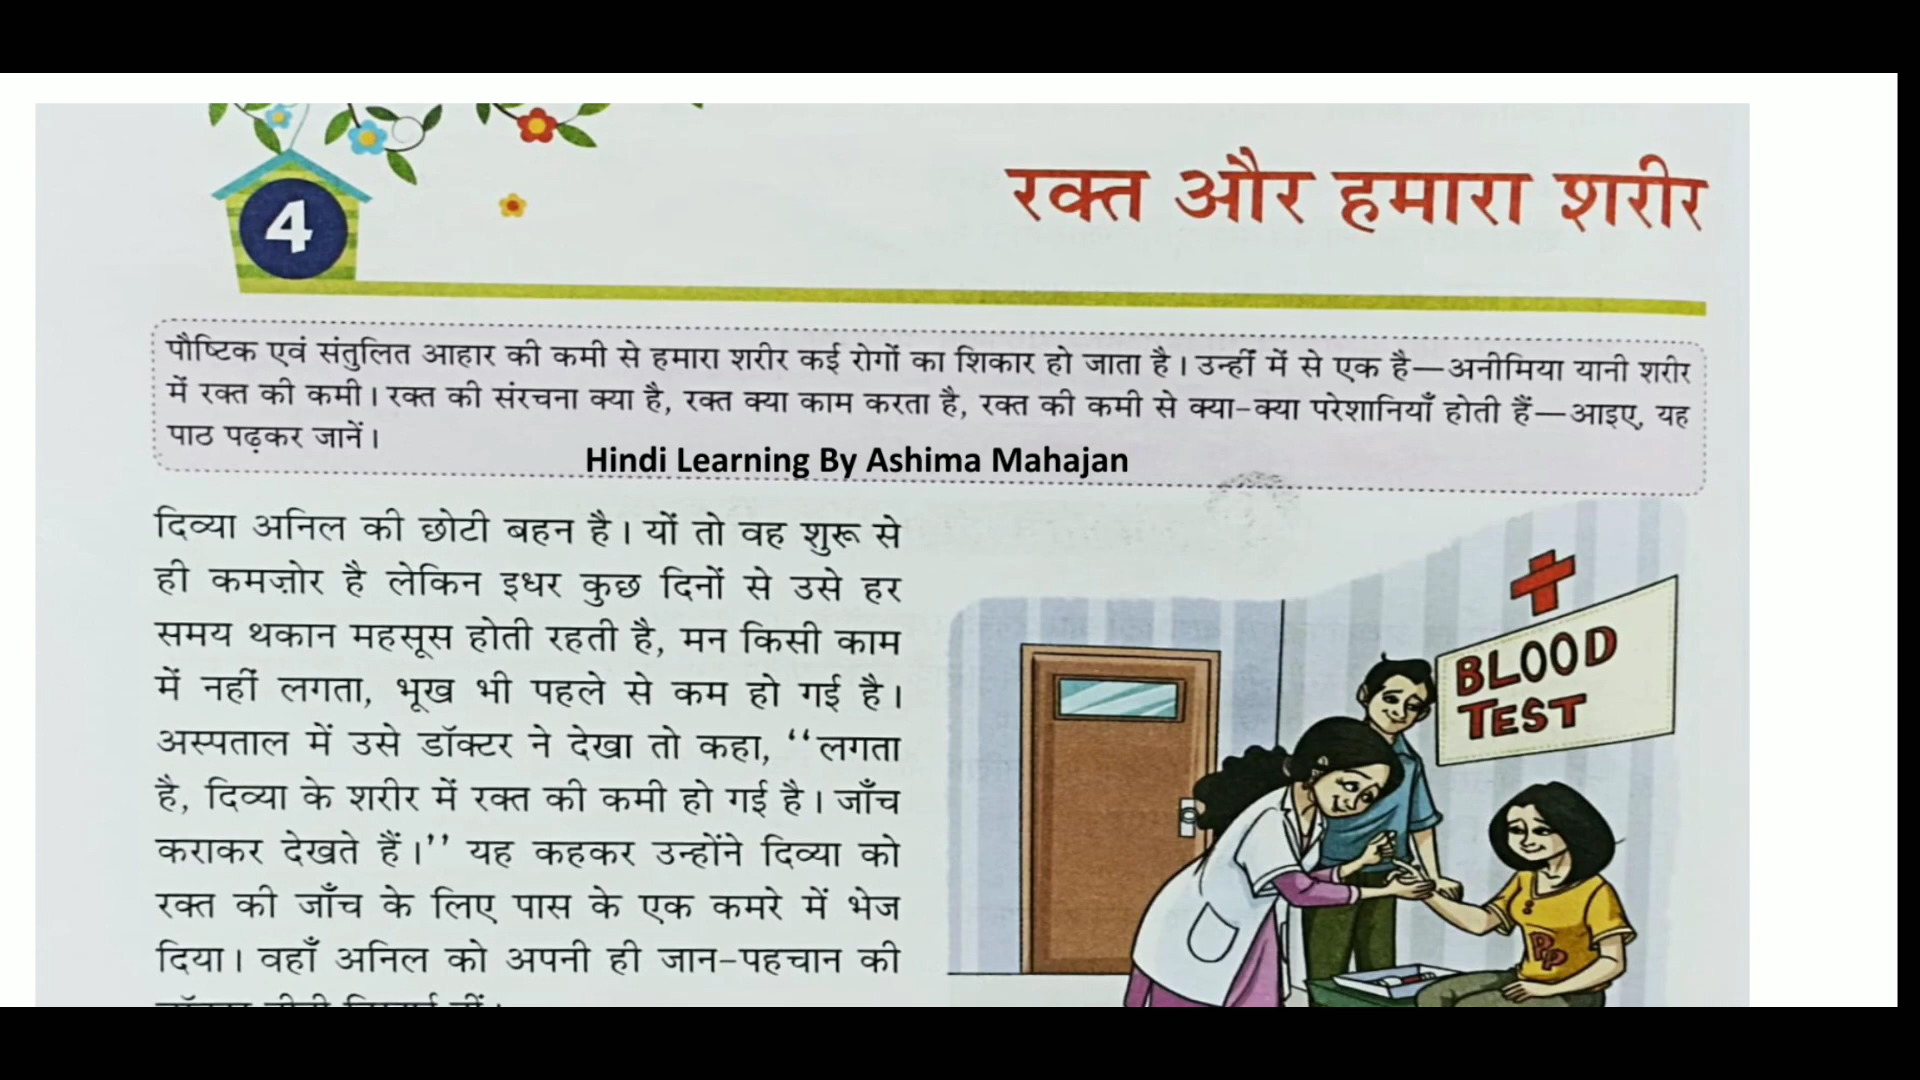 4
रक्त और हमारा शरीर
पौष्टिक एवं संतुलित आहार की कमी से हमारा शरीर कई रोगों का शिकार हो जाता है। उन्हीं में से एक है—अनीमिया यानी शरीर
में रक्त की कमी। रक्त की संरचना क्या है, रक्त क्या काम करता है, रक्त की कमी से क्या-क्या परेशानियाँ होती हैं—आइए, यह
पाठ पढ़कर जानें।
Hindi Learning By Ashima Mahajan
दिव्या अनिल की छोटी बहन है। यों तो वह शुरू से
ही कमज़ोर है लेकिन इधर कुछ दिनों से उसे हर
समय थकान महसूस होती रहती है, मन किसी काम
में नहीं लगता, भूख भी पहले से कम हो गई है।
अस्पताल में उसे डॉक्टर ने देखा तो कहा, ‘‘लगता
है, दिव्या के शरीर में रक्त की कमी हो गई है। जाँच
कराकर देखते हैं।’’ यह कहकर उन्होंने दिव्या को
रक्त की जाँच के लिए पास के एक कमरे में भेज
दिया। वहाँ अनिल को अपनी ही जान-पहचान की
BLOOD
TEST
PP